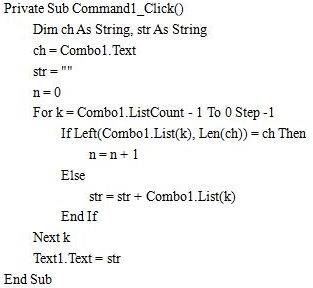 Private Sub Command1_Click()
Dim ch As String, str As String
ch = Combo1.Text
str = ""
n = 0
For k = Combo1.ListCount - 1 To 0 Step -1
If Left(Combo1.List(k), Len(ch)) = ch Then
n = n + 1
Else
str = str + Combo1.List(k)
End If
Next k
Text1.Text = str
End Sub